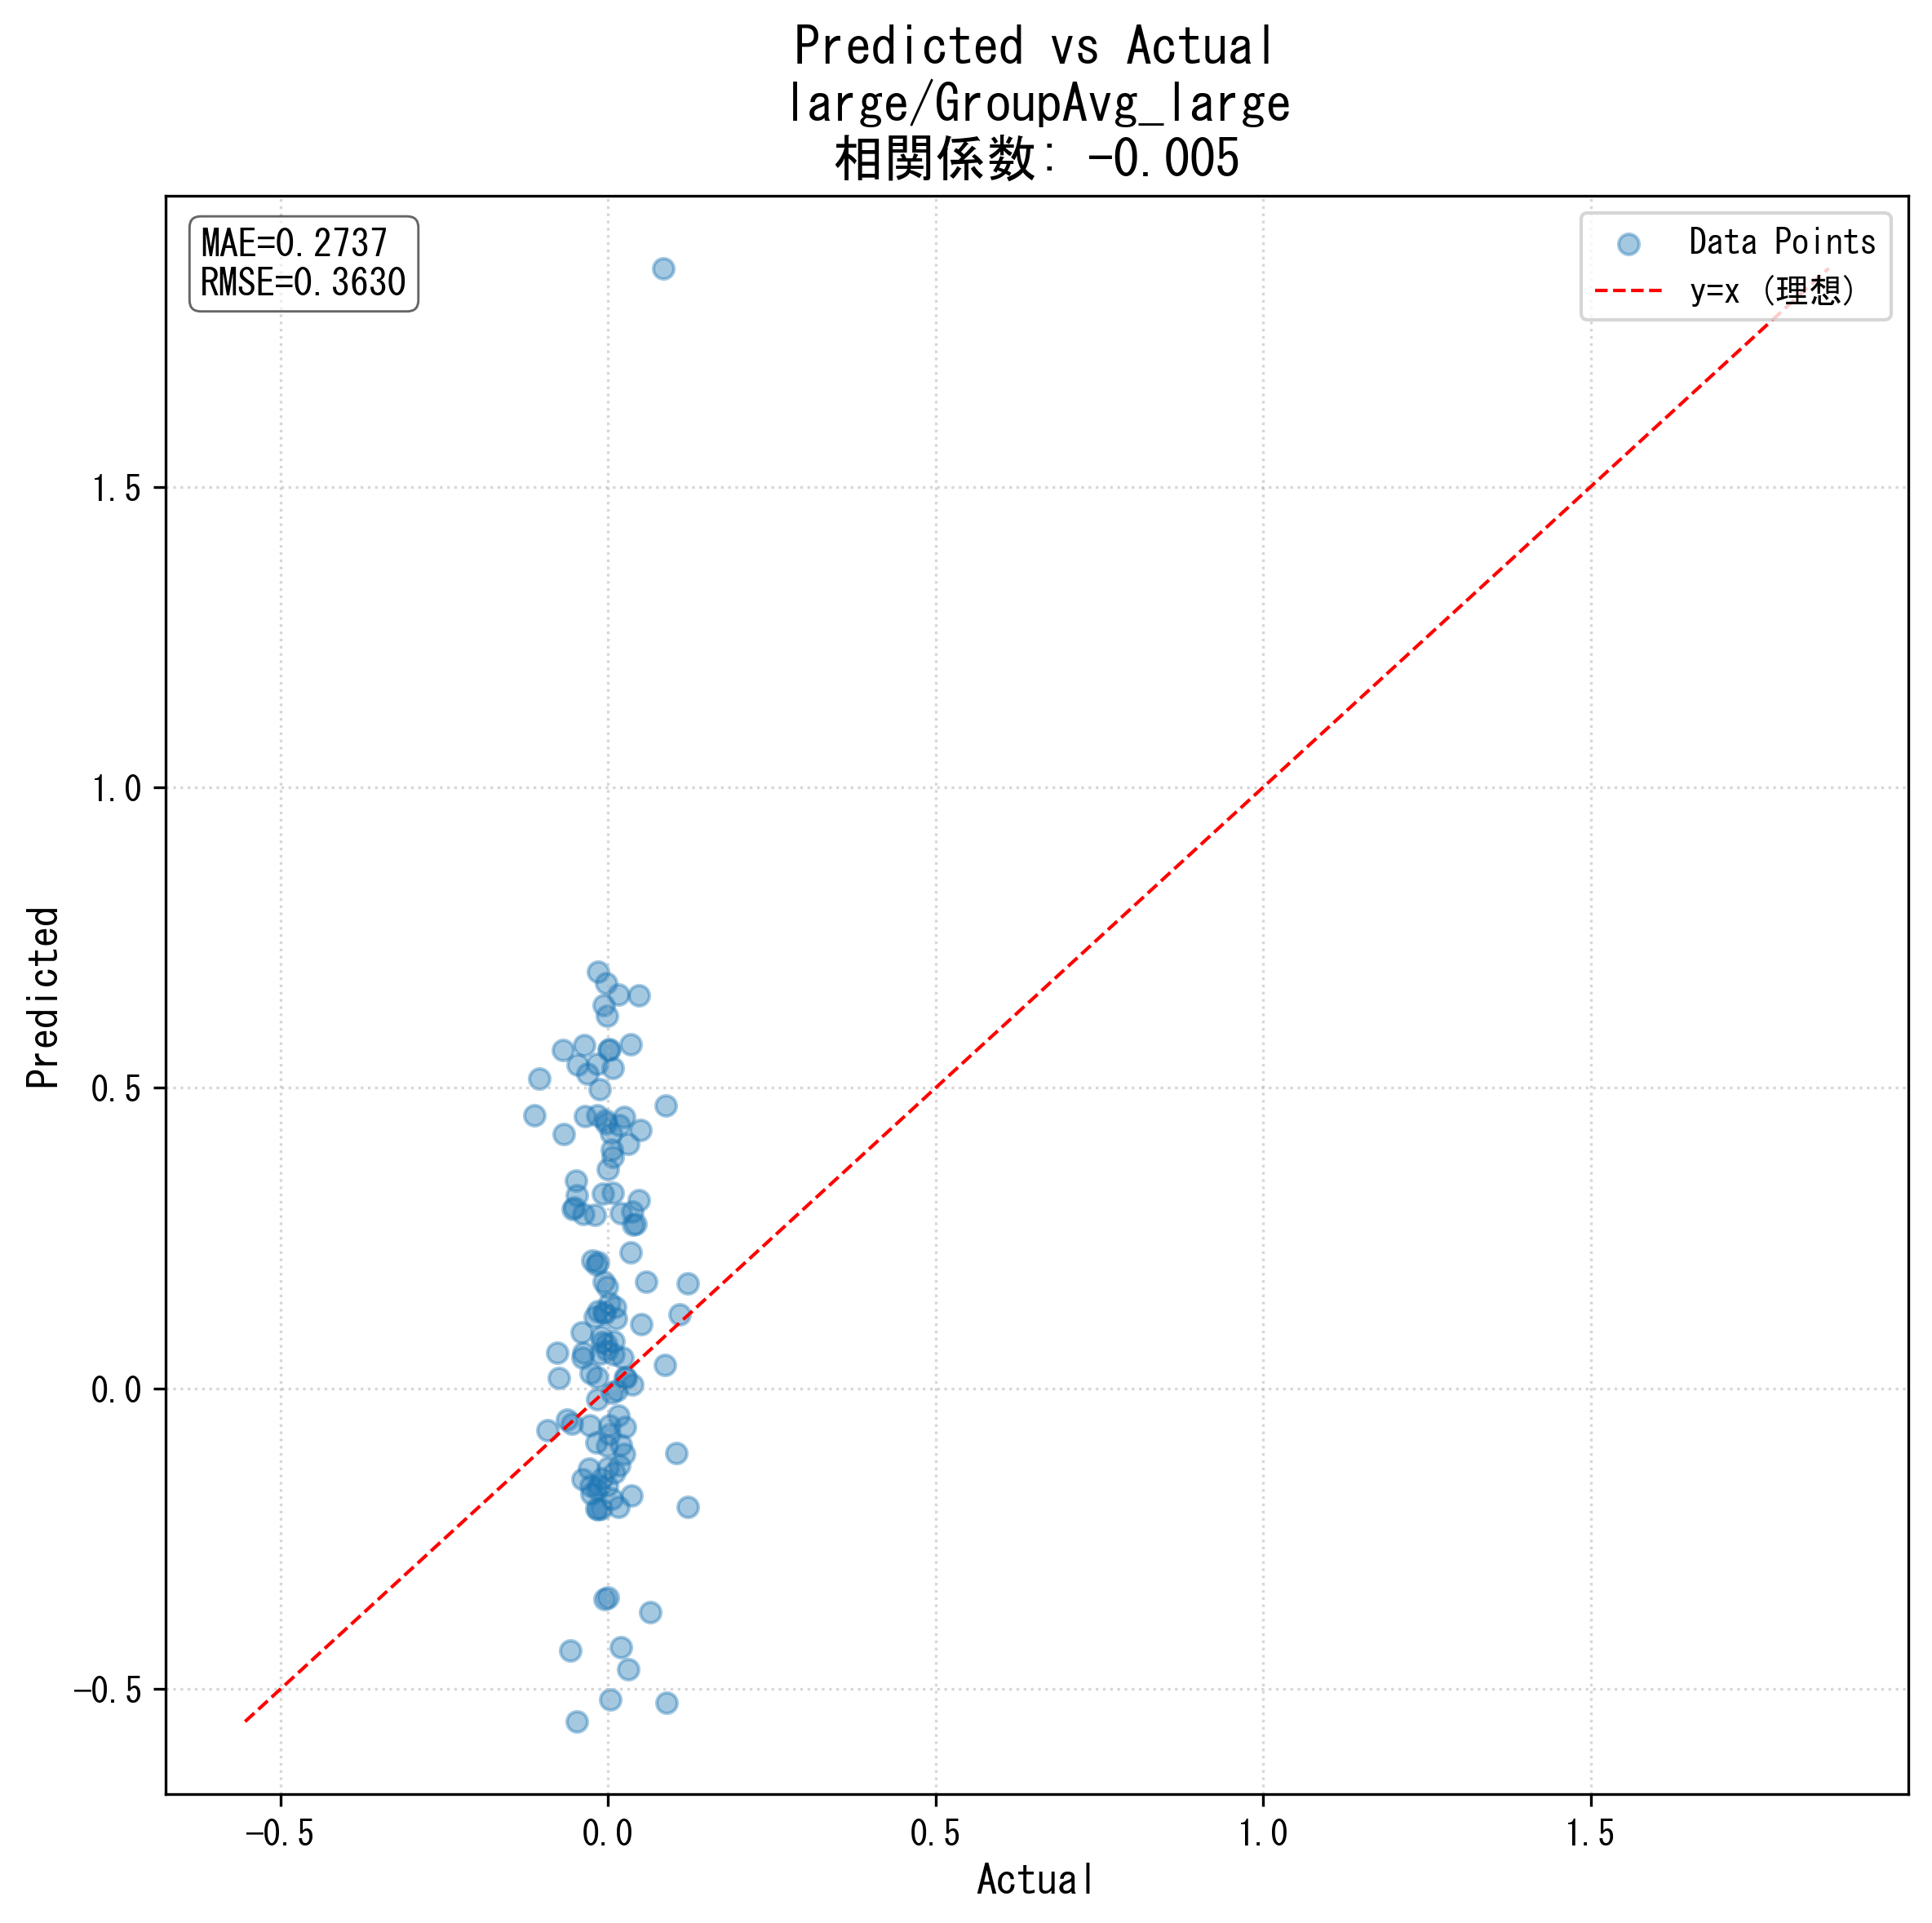 Predicted vs Actual
large/GroupAvg_large
相関係数: -0.005
MAE=0.2737
RMSE=0.3630
Data Points
y=x (理想)
Predicted
1.5
1.0
0.5
0.0
-0.5
-0.5 0.0 0.5 1.0 1.5
Actual